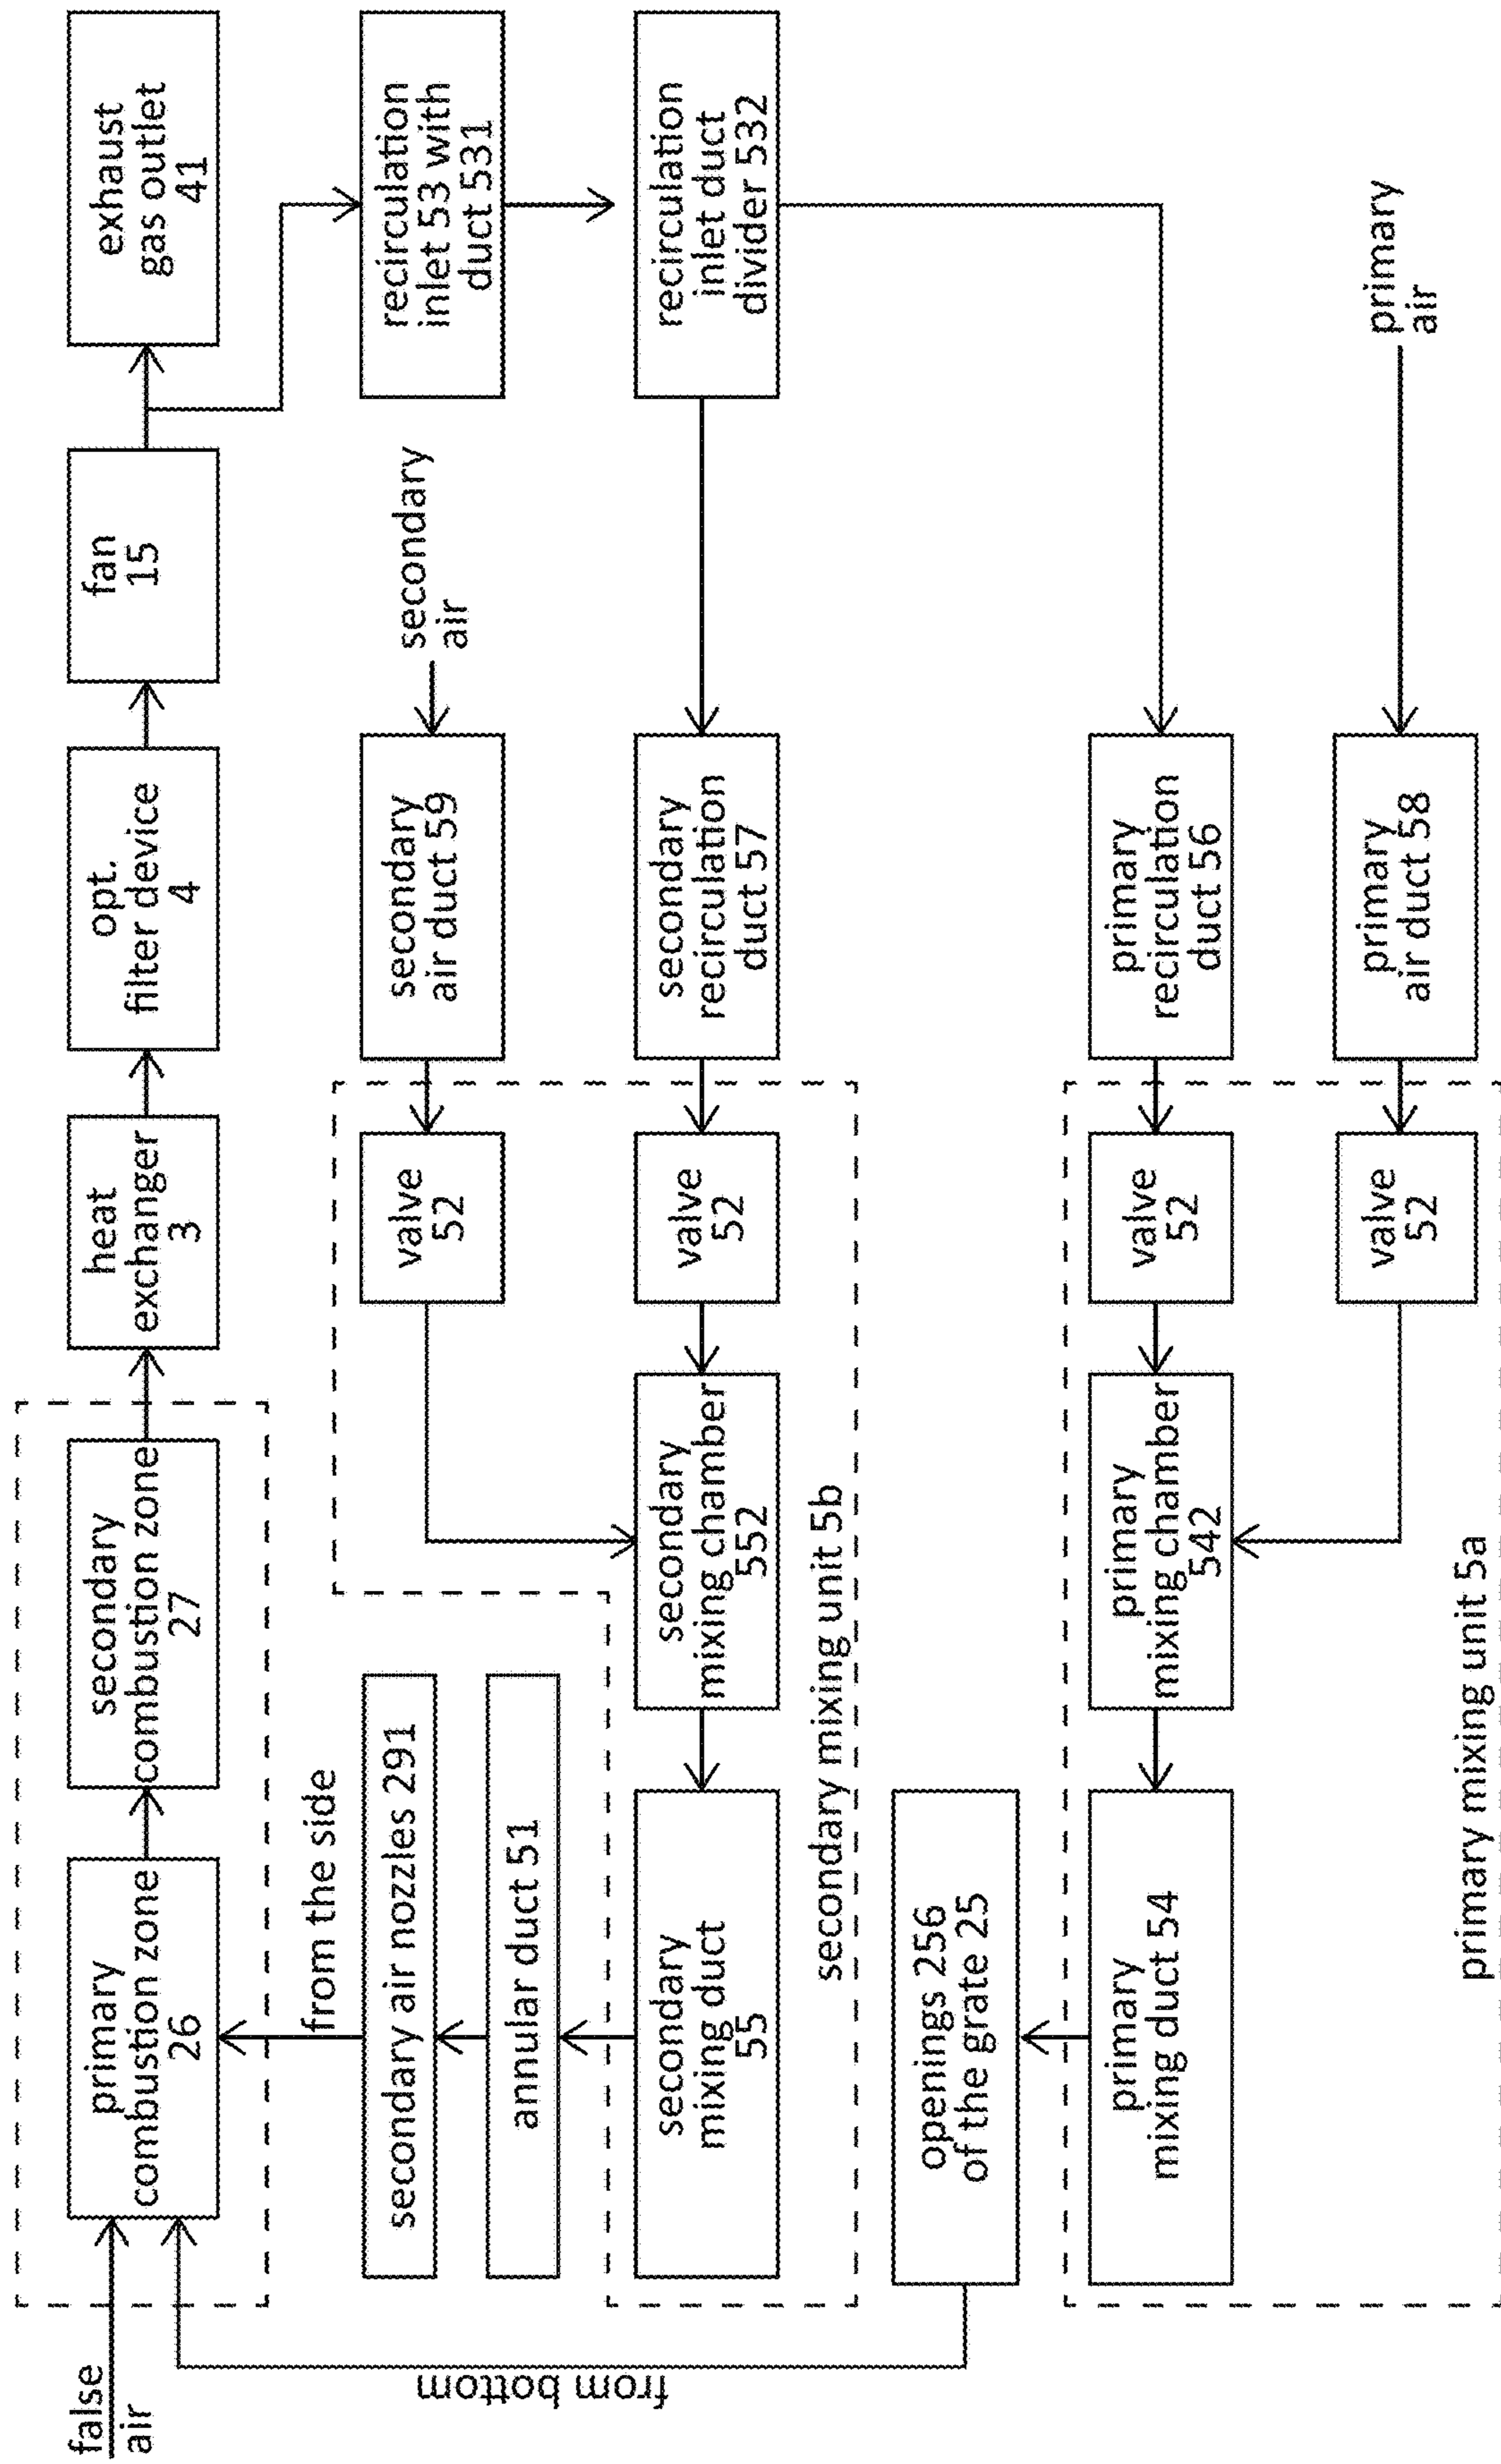 false
air
primary
combustion zone
26
secondary
combustion zone
27
heat
exchanger
3
opt.
filter device
4
fan
15
exhaust
gas outlet
41
from the side
secondary air nozzles 291
annular duct 51
valve
52
secondary
air duct 59
secondary
air
recirculation
inlet 53 with
duct 531
secondary
mixing duct
55
secondary
mixing chamber
552
valve
52
secondary
recirculation
duct 57
recirculation
inlet duct
divider 532
secondary mixing unit 5b
from bottom
openings 256
of the grate 25
primary
mixing duct 54
primary
mixing chamber
542
valve
52
primary
recirculation
duct 56
valve
52
primary
air duct 58
primary
air
primary mixing unit 5a